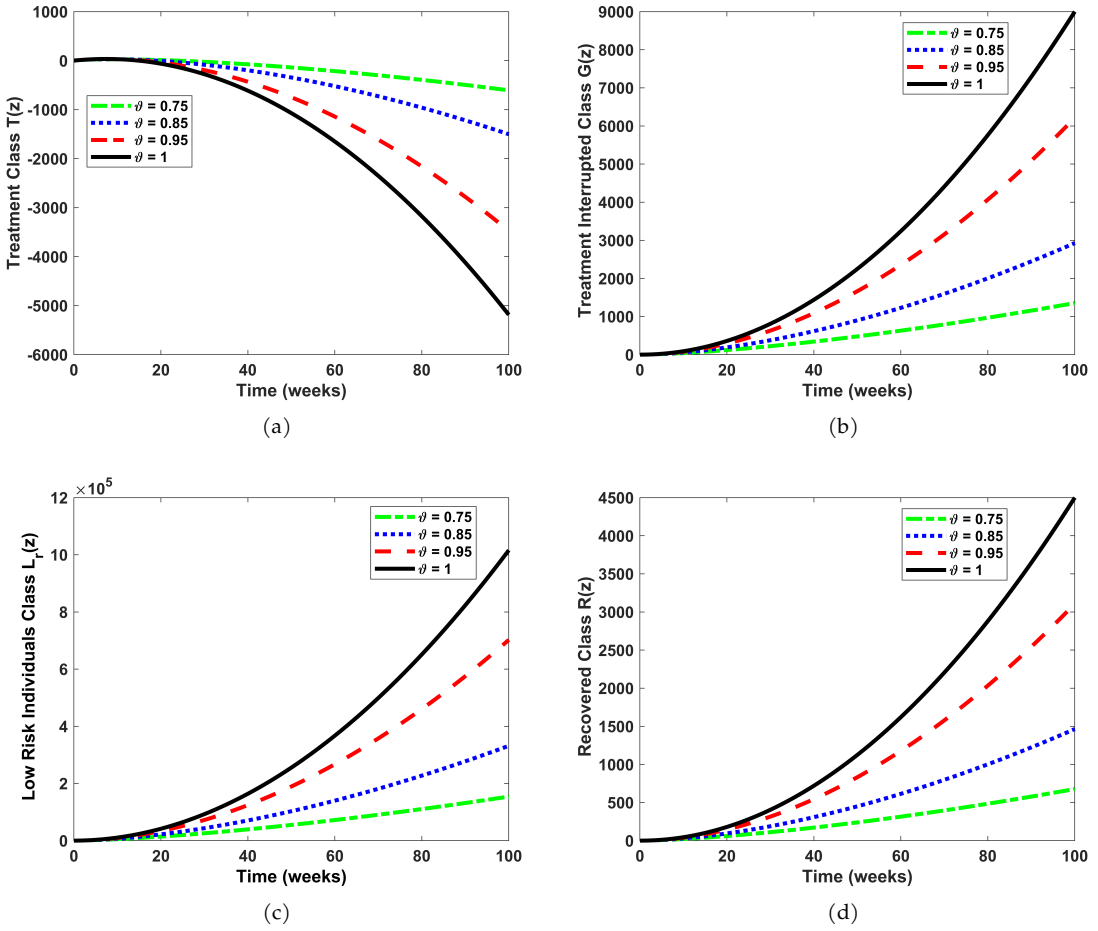 1000
0
-1000
-2000
-3000
-4000
-5000
-6000
Treatment Class T(z)
ϑ = 0.75
ϑ = 0.85
ϑ = 0.95
ϑ = 1
0 20 40 60 80 100
Time (weeks)
(a)
9000
8000
7000
6000
5000
4000
3000
2000
1000
0
Treatment Interrupted Class G(z)
ϑ = 0.75
ϑ = 0.85
ϑ = 0.95
ϑ = 1
0 20 40 60 80 100
Time (weeks)
(b)
×10⁵
12
10
8
6
4
2
0
Low Risk Individuals Class L_r(z)
ϑ = 0.75
ϑ = 0.85
ϑ = 0.95
ϑ = 1
0 20 40 60 80 100
Time (weeks)
(c)
4500
4000
3500
3000
2500
2000
1500
1000
500
0
Recovered Class R(z)
ϑ = 0.75
ϑ = 0.85
ϑ = 0.95
ϑ = 1
0 20 40 60 80 100
Time (weeks)
(d)